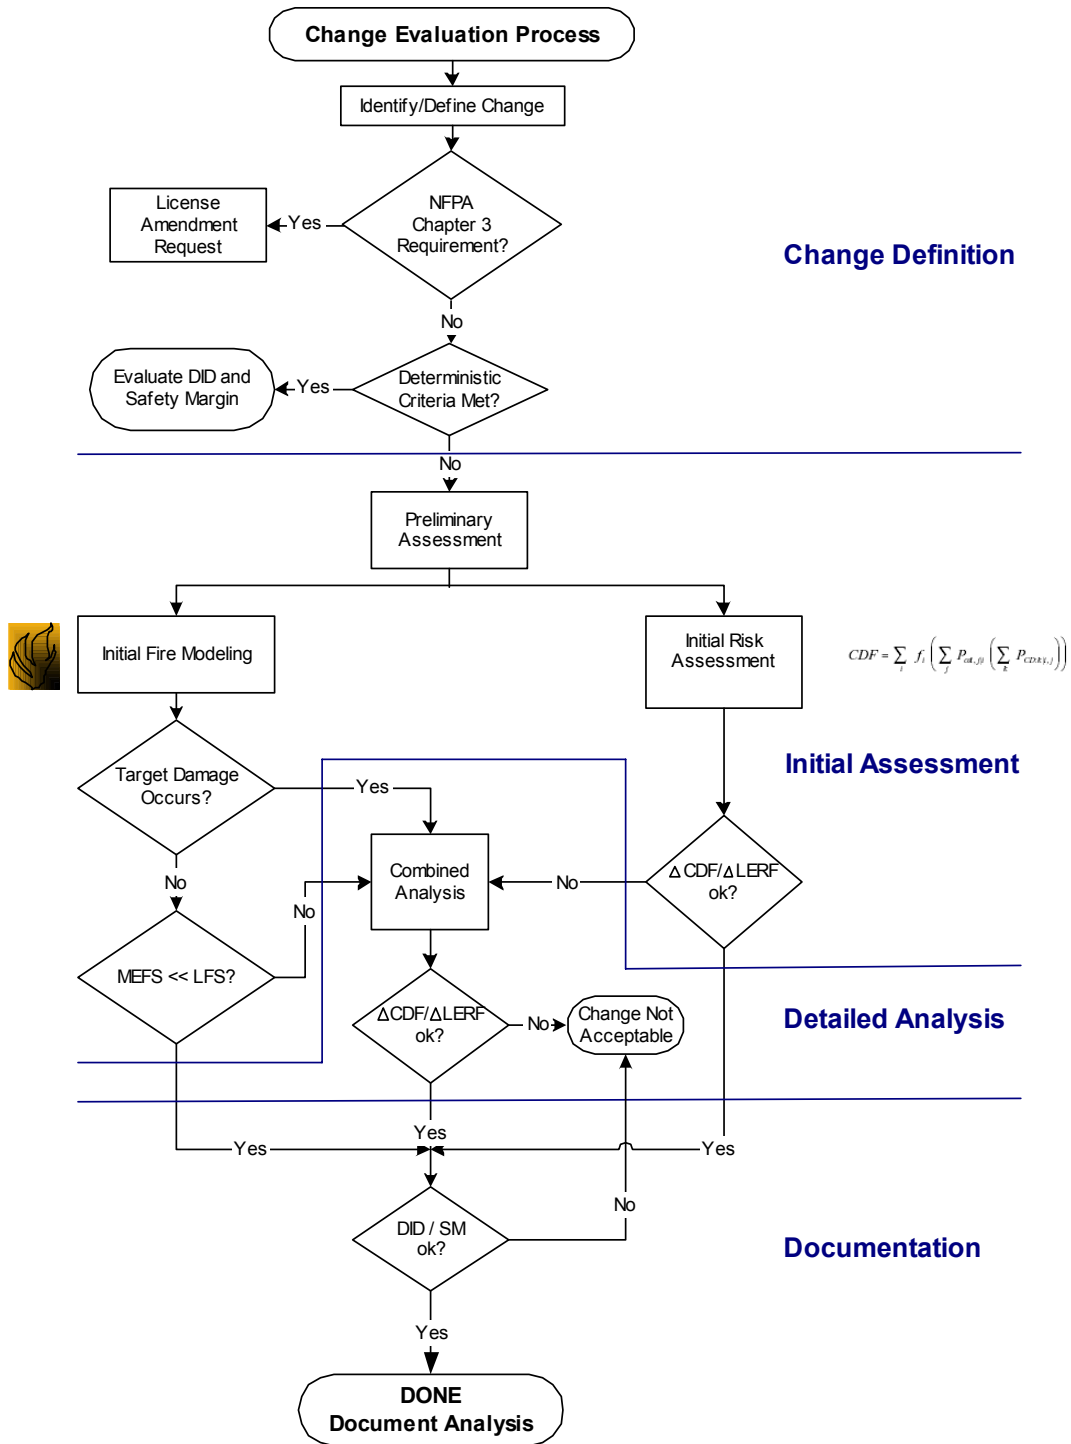 Change Evaluation Process
Identify/Define Change
NFPA
Chapter 3
Requirement?
Yes
License
Amendment
Request
Change Definition
No
Deterministic
Criteria Met?
Yes
Evaluate DID and
Safety Margin
No
Preliminary
Assessment
Initial Fire Modeling
Initial Risk
Assessment
CDF = ∑i fi (∑j P
Initial Assessment
Target Damage
Occurs?
Yes
No
Combined
Analysis
No
No
ΔCDF/ΔLERF
ok?
MEFS << LFS?
ΔCDF/ΔLERF
ok?
No
Change Not
Acceptable
Detailed Analysis
Yes
Yes
Yes
DID / SM
ok?
No
Documentation
Yes
DONE
Document Analysis